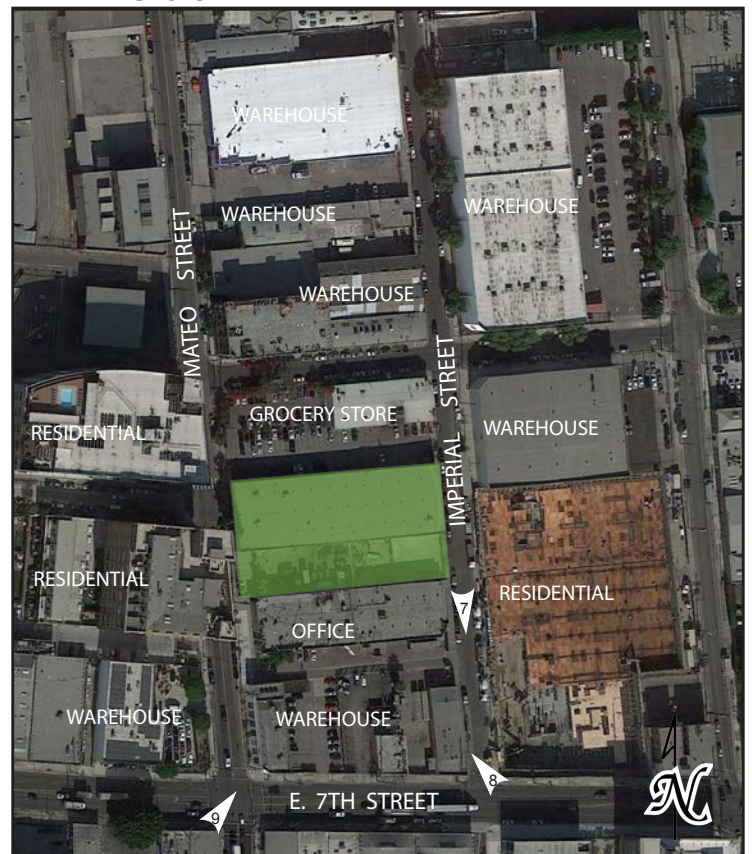 WAREHOUSE
WAREHOUSE
WAREHOUSE
WAREHOUSE
MATEO STREET
IMPERIAL STREET
GROCERY STORE
RESIDENTIAL
WAREHOUSE
RESIDENTIAL
RESIDENTIAL
7
OFFICE
WAREHOUSE
WAREHOUSE
8
9
E. 7TH STREET
N